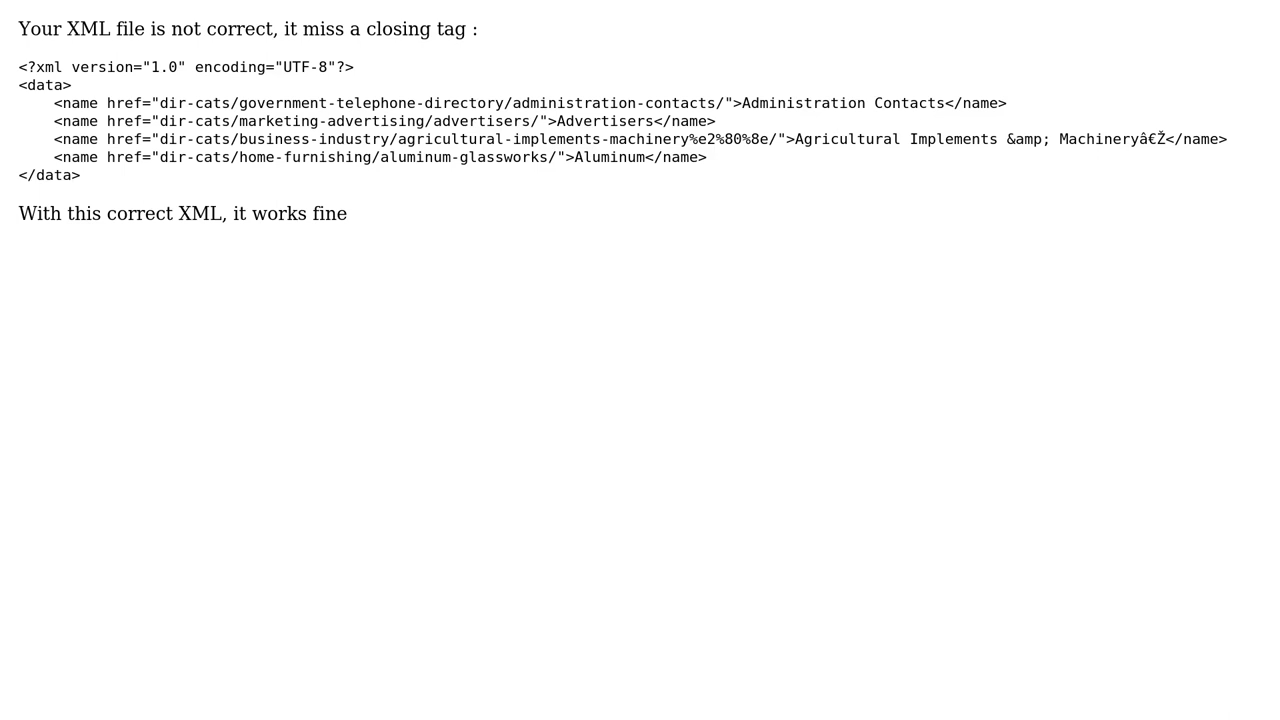 Your XML file is not correct, it miss a closing tag :
<?xml version="1.0" encoding="UTF-8"?>
<data>
    <name href="dir-cats/government-telephone-directory/administration-contacts/">Administration Contacts</name>
    <name href="dir-cats/marketing-advertising/advertisers/">Advertisers</name>
    <name href="dir-cats/business-industry/agricultural-implements-machinery%e2%80%8e/">Agricultural Implements &amp; Machineryâ€Ž</name>
    <name href="dir-cats/home-furnishing/aluminum-glassworks/">Aluminum</name>
</data>
With this correct XML, it works fine